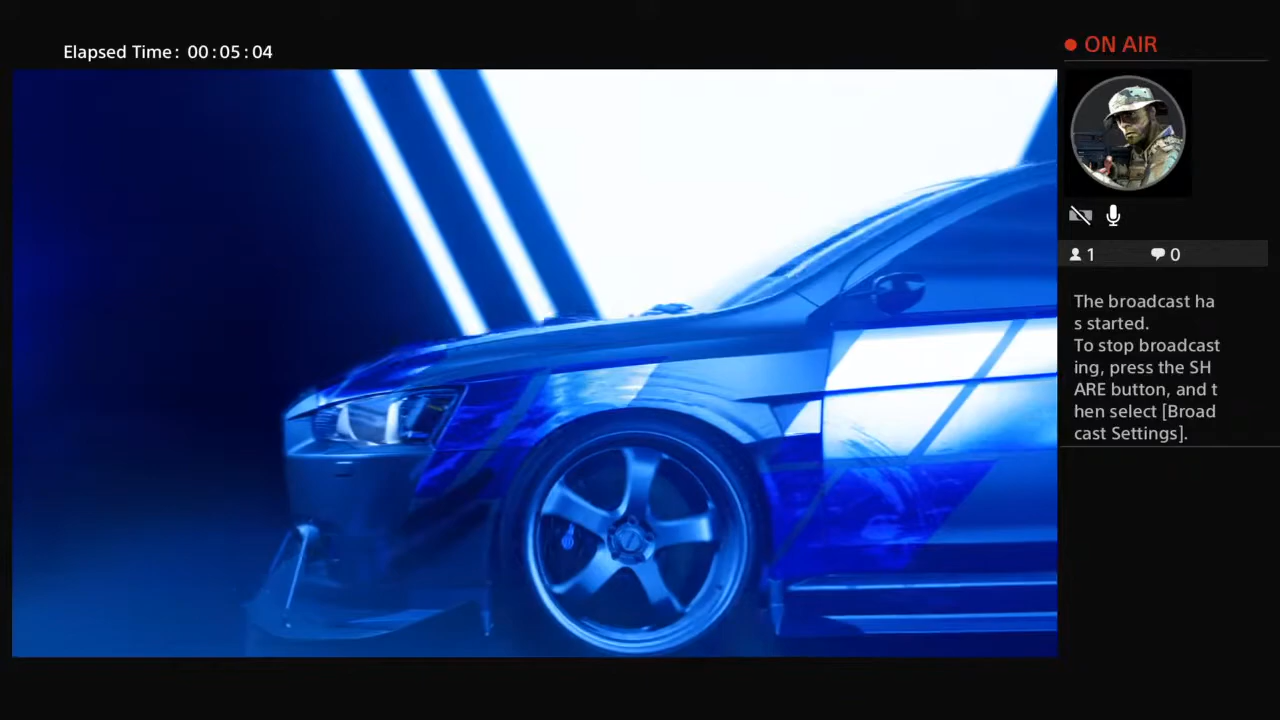 Elapsed Time: 00:05:04
ON AIR
1 0
The broadcast ha
s started.
To stop broadcast
ing, press the SH
ARE button, and t
hen select [Broad
cast Settings].